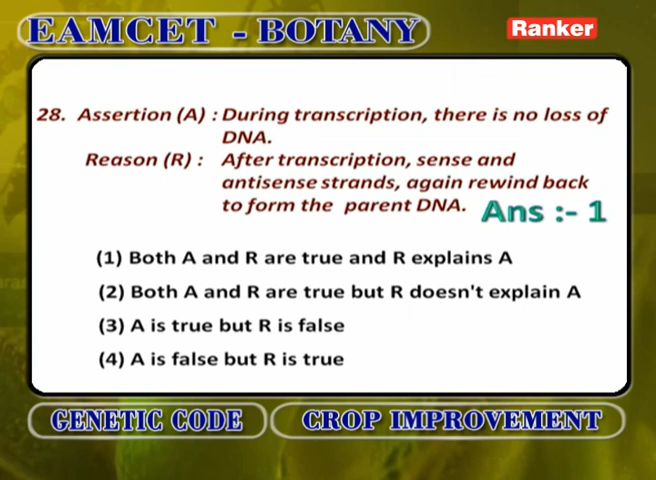 EAMCET - BOTANY
Ranker
28. Assertion (A) : During transcription, there is no loss of
DNA.
Reason (R) : After transcription, sense and
antisense strands, again rewind back
to form the parent DNA.
Ans :- 1
(1) Both A and R are true and R explains A
(2) Both A and R are true but R doesn't explain A
(3) A is true but R is false
(4) A is false but R is true
GENETIC CODE
CROP IMPROVEMENT